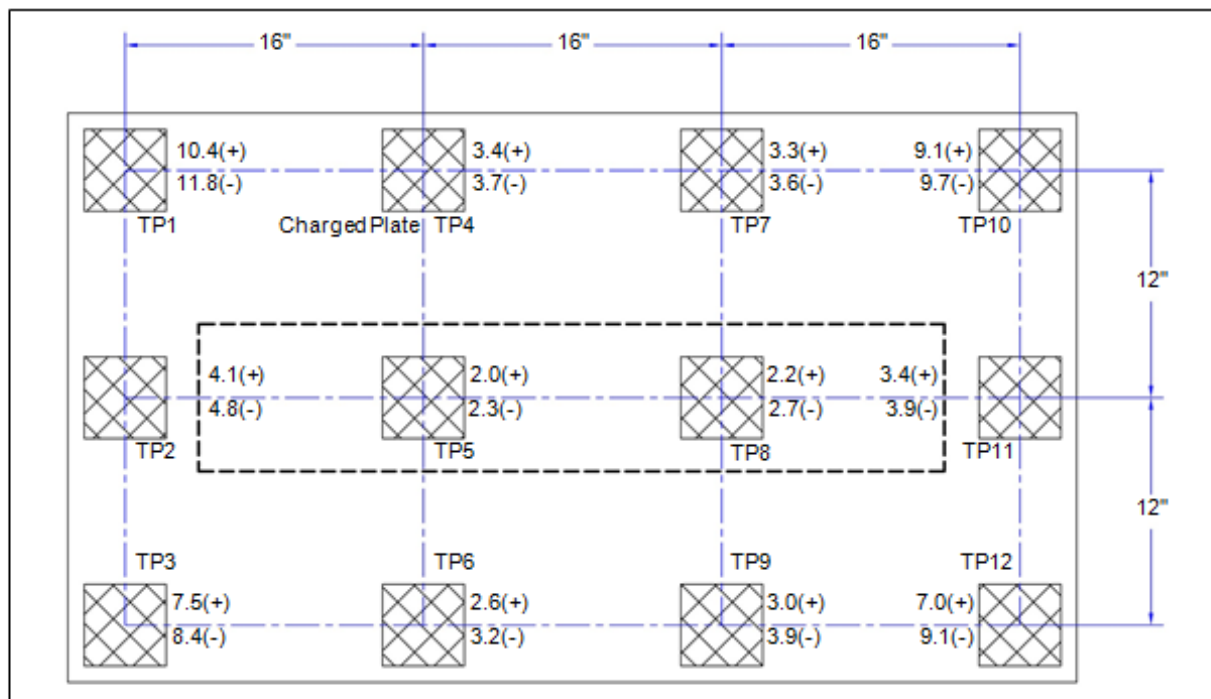 16"
16"
16"
10.4(+)
11.8(-)
TP1
3.4(+)
3.7(-)
Charged Plate
TP4
3.3(+)
3.6(-)
TP7
9.1(+)
9.7(-)
TP10
12"
4.1(+)
4.8(-)
TP2
2.0(+)
2.3(-)
TP5
2.2(+)
2.7(-)
TP8
3.4(+)
3.9(-)
TP11
12"
TP3
7.5(+)
8.4(-)
TP6
2.6(+)
3.2(-)
TP9
3.0(+)
3.9(-)
TP12
7.0(+)
9.1(-)